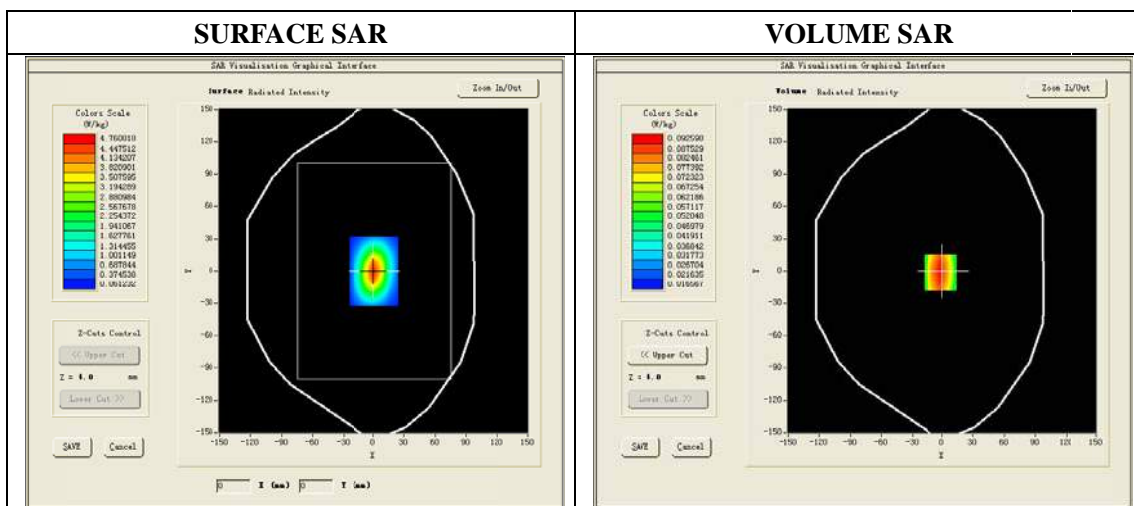 SURFACE SAR
SAR Visualisation Graphical Interface
Surface Radiated Intensity
Zoom In/Out
Colors Scale
(W/kg)
4.760818
4.447512
4.134207
3.820901
3.507595
3.194289
2.880984
2.567678
2.254372
1.941067
1.627761
1.314455
1.001149
0.687844
0.374538
0.061232
150
120
90
60
30
Y
0
-30
-60
-90
-120
-150
-150 -120 -90 -60 -30 0 30 60 90 120 150
X
Z-Cuts Control
<< Upper Cut
Z = 4.0 mm
Lower Cut >>
SAVE
Cancel
0 X (mm) 0 Y (mm)
VOLUME SAR
SAR Visualisation Graphical Interface
Volume Radiated Intensity
Zoom In/Out
Colors Scale
(W/kg)
0.087529
0.082461
0.077392
0.072323
0.067254
0.062186
0.057117
0.052048
0.046979
0.041911
0.036842
0.031773
0.026704
0.021635
0.016567
150
120
90
60
30
Y
0
-30
-60
-90
-120
-150
-150 -120 -90 -60 -30 0 30 60 90 120 150
X
Z-Cuts Control
<< Upper Cut
Z = 4.0 mm
Lower Cut >>
SAVE
Cancel